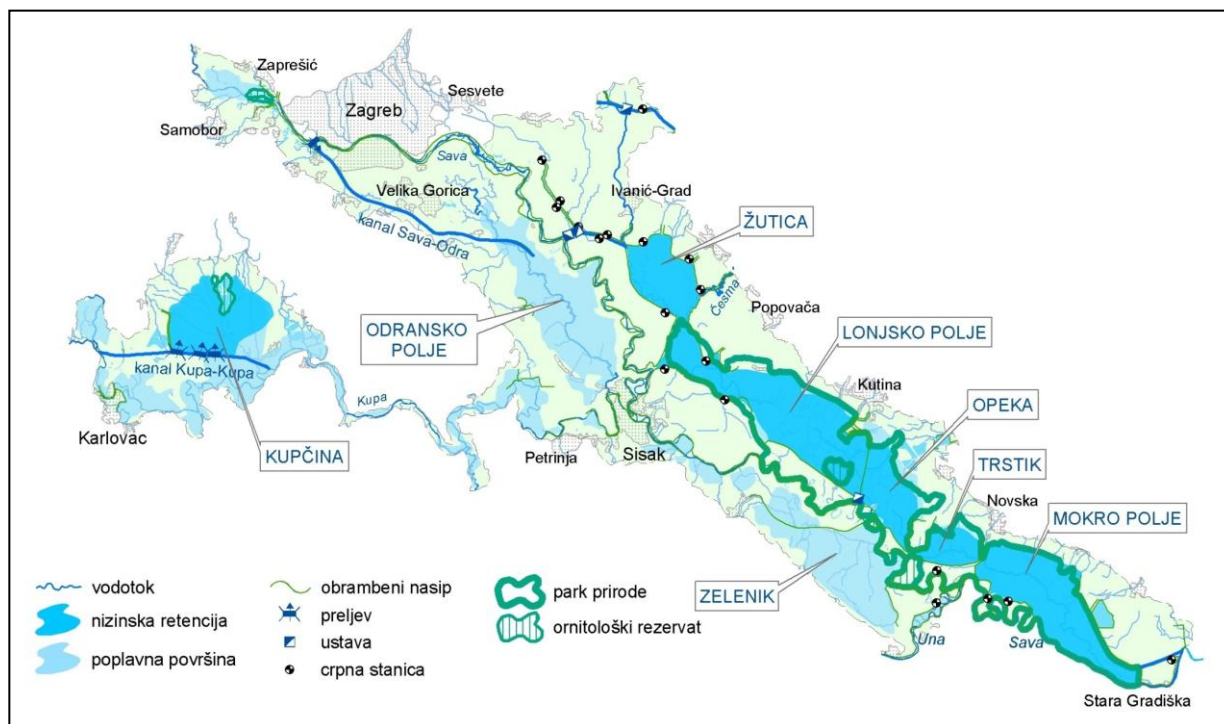 Zaprešić
Sesvete
Zagreb
Samobor
Sava
Velika Gorica
Ivanić-Grad
kanal Sava-Odra
ŽUTICA
Česma
Popovača
ODRANSKO
POLJE
LONJSKO POLJE
kanal Kupa-Kupa
Kupa
Kutina
Karlovac
KUPČINA
Petrinja
Sisak
OPEKA
TRSTIK
Novska
MOKRO POLJE
ZELENIK
Una
Sava
Stara Gradiška
vodotok
nizinska retencija
poplavna površina
obrambeni nasip
preljev
ustava
crpna stanica
park prirode
ornitološki rezervat